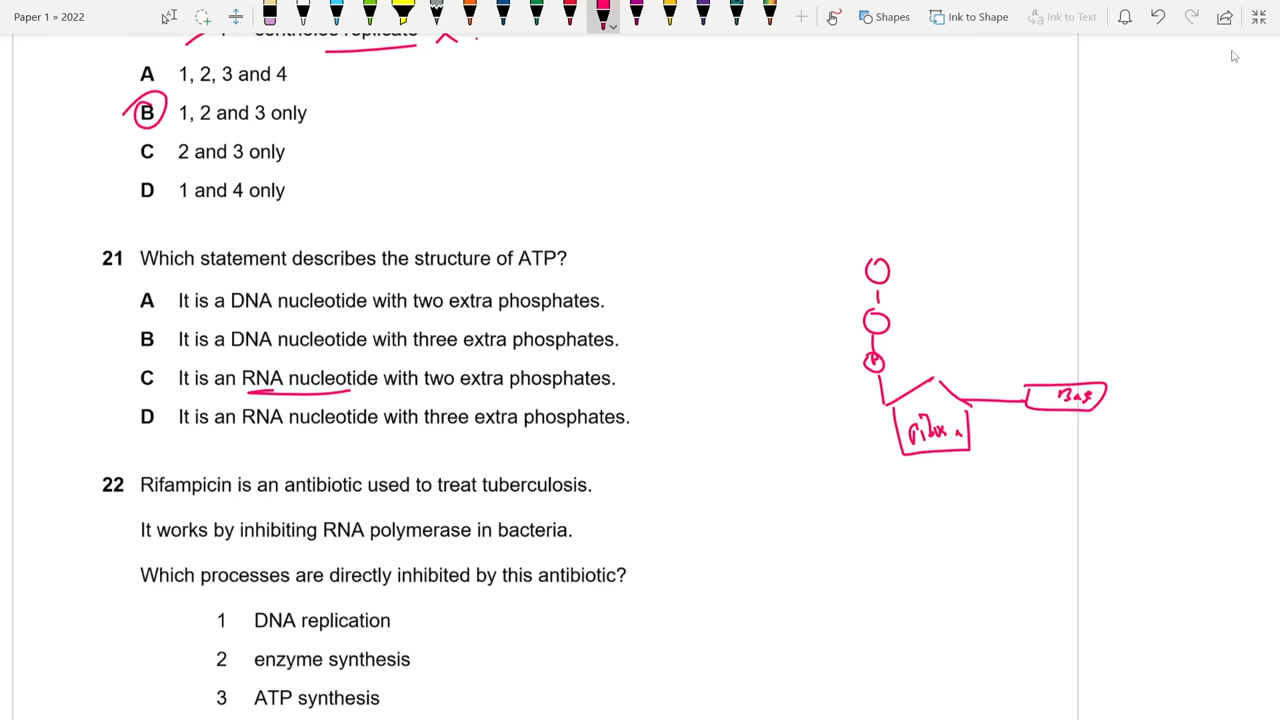 Paper 1 » 2022
Shapes
Ink to Shape
Ink to Text
replicate
A 1, 2, 3 and 4
B 1, 2 and 3 only
C 2 and 3 only
D 1 and 4 only
21 Which statement describes the structure of ATP?
A It is a DNA nucleotide with two extra phosphates.
B It is a DNA nucleotide with three extra phosphates.
C It is an RNA nucleotide with two extra phosphates.
D It is an RNA nucleotide with three extra phosphates.
22 Rifampicin is an antibiotic used to treat tuberculosis.
It works by inhibiting RNA polymerase in bacteria.
Which processes are directly inhibited by this antibiotic?
1 DNA replication
2 enzyme synthesis
3 ATP synthesis